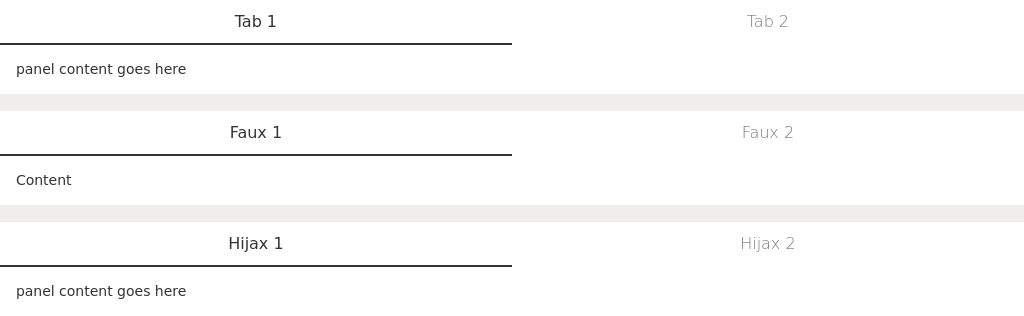 Tab 1 Tab 2
panel content goes here
Faux 1 Faux 2
Content
Hijax 1 Hijax 2
panel content goes here